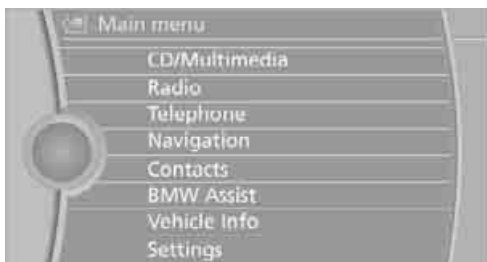 Main menu
CD/Multimedia
Radio
Telephone
Navigation
Contacts
BMW Assist
Vehicle Info
Settings